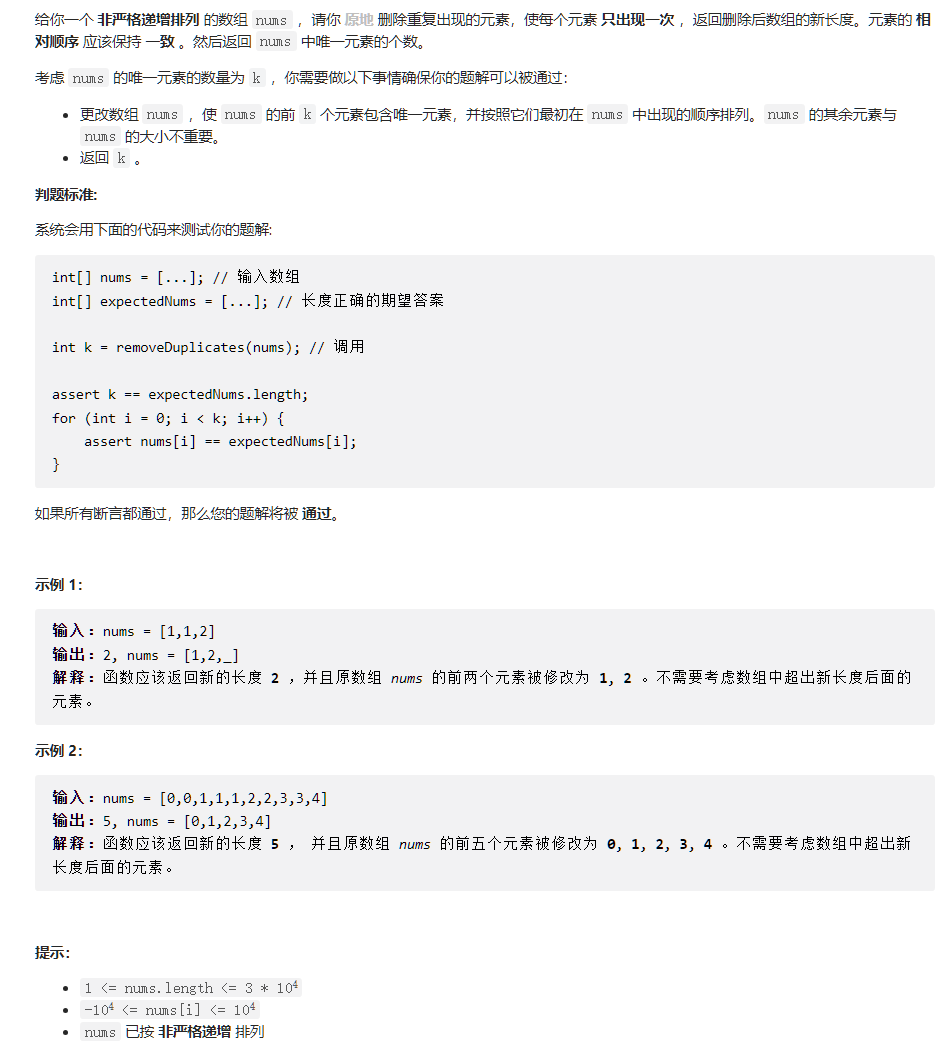 给你一个 非严格递增排列 的数组 nums ，请你 原地 删除重复出现的元素，使每个元素 只出现一次 ，返回删除后数组的新长度。元素的 相
对顺序 应该保持 一致 。然后返回 nums 中唯一元素的个数。
考虑 nums 的唯一元素的数量为 k ，你需要做以下事情确保你的题解可以被通过：
• 更改数组 nums ，使 nums 的前 k 个元素包含唯一元素，并按照它们最初在 nums 中出现的顺序排列。nums 的其余元素与
nums 的大小不重要。
• 返回 k 。
判题标准:
系统会用下面的代码来测试你的题解:
int[] nums = [...]; // 输入数组
int[] expectedNums = [...]; // 长度正确的期望答案
int k = removeDuplicates(nums); // 调用
assert k == expectedNums.length;
for (int i = 0; i < k; i++) {
    assert nums[i] == expectedNums[i];
}
如果所有断言都通过，那么您的题解将被 通过。
示例 1：
输入：nums = [1,1,2]
输出：2, nums = [1,2,_]
解释：函数应该返回新的长度 2 ，并且原数组 nums 的前两个元素被修改为 1, 2 。不需要考虑数组中超出新长度后面的
元素。
示例 2：
输入：nums = [0,0,1,1,1,2,2,3,3,4]
输出：5, nums = [0,1,2,3,4]
解释：函数应该返回新的长度 5 ， 并且原数组 nums 的前五个元素被修改为 0, 1, 2, 3, 4 。不需要考虑数组中超出新
长度后面的元素。
提示：
• 1 <= nums.length <= 3 * 10⁴
• -10⁴ <= nums[i] <= 10⁴
• nums 已按 非严格递增 排列